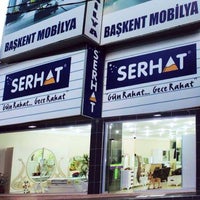 BAŞKENT MOBİLYA
BAŞKENT MOBİLYA
SERHAT
SERHAT
Gün Rahat... Gece Rahat
SERHAT
Gün Rahat... Gece Rahat